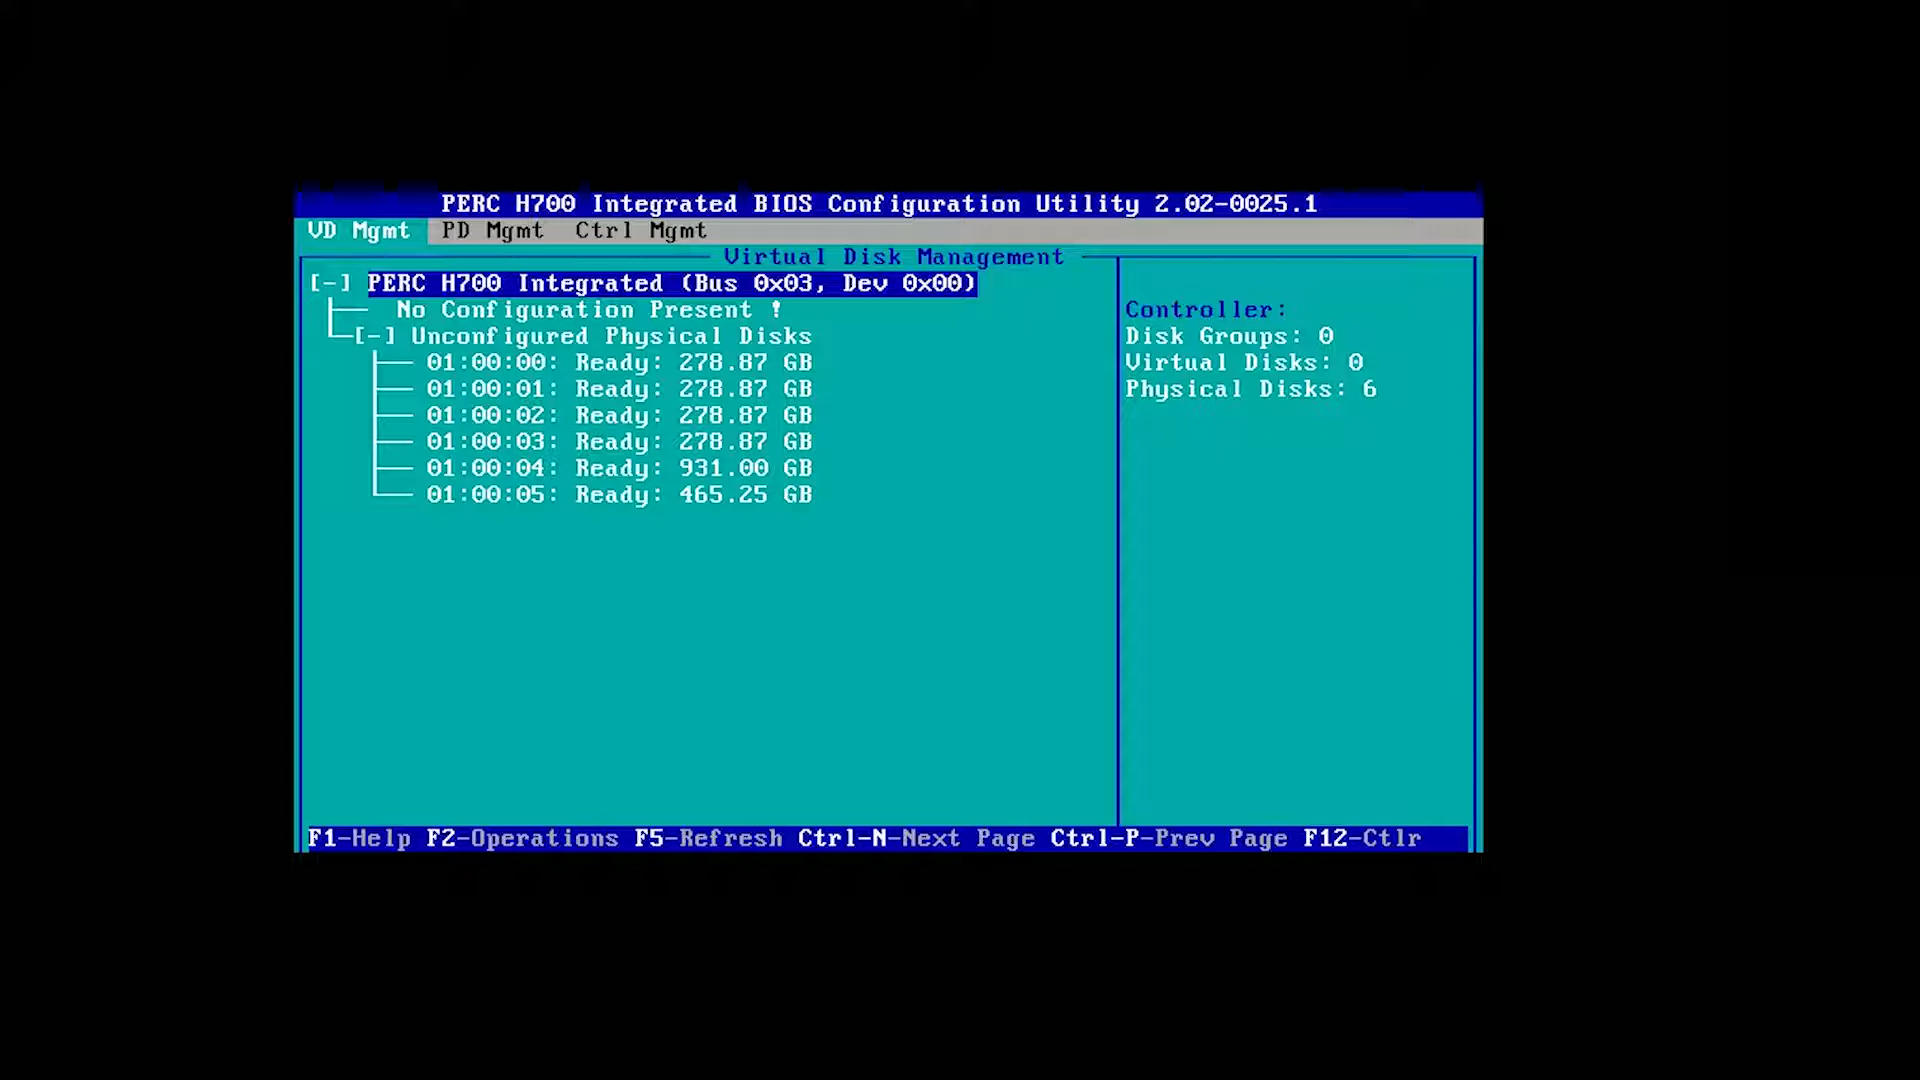 PERC H700 Integrated BIOS Configuration Utility 2.02-0025.1
VD Mgmt PD Mgmt Ctrl Mgmt
Virtual Disk Management
[-] PERC H700 Integrated (Bus 0x03, Dev 0x00)
No Configuration Present !
[-] Unconfigured Physical Disks
01:00:00: Ready: 278.87 GB
01:00:01: Ready: 278.87 GB
01:00:02: Ready: 278.87 GB
01:00:03: Ready: 278.87 GB
01:00:04: Ready: 931.00 GB
01:00:05: Ready: 465.25 GB
Controller:
Disk Groups: 0
Virtual Disks: 0
Physical Disks: 6
F1-Help F2-Operations F5-Refresh Ctrl-N-Next Page Ctrl-P-Prev Page F12-Ctlr